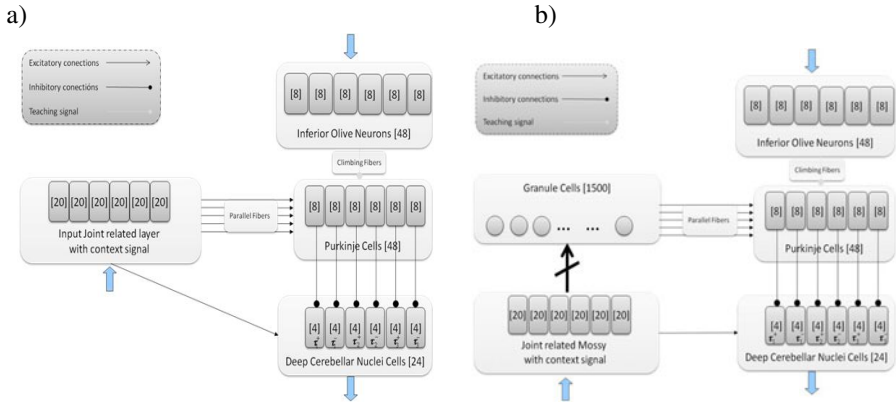 a)
Excitatory conections
Inhibitory conectións
Teaching signal
[8] [8] [8] [8] [8] [8]
Inferior Olive Neurons [48]
Climbing Fibers
[20] [20] [20] [20] [20] [20]
Input Joint related layer
with context signal
Parallel Fibers
[8] [8] [8] [8] [8] [8]
Purkinje Cells [48]
[4] [4] [4] [4] [4] [4]
Deep Cerebellar Nuclei Cells [24]
b)
Excitatory connections
Inhibitory connections
Teaching signal
[8] [8] [8] [8] [8] [8]
Inferior Olive Neurons [48]
Climbing Fibers
Granule Cells [1500]
... ...
Parallel Fibers
[8] [8] [8] [8] [8] [8]
Purkinje Cells [48]
[20] [20] [20] [20] [20] [20]
Joint related Mossy
with context signal
[4] [4] [4] [4] [4] [4]
Deep Cerebellar Nuclei Cells [24]